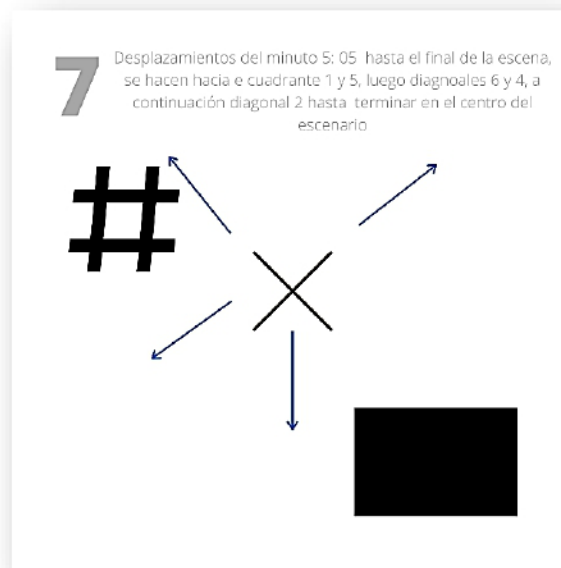 7
Desplazamientos del minuto 5: 05 hasta el final de la escena,
se hacen hacia e cuadrante 1 y 5, luego diagnoales 6 y 4, a
continuación diagonal 2 hasta terminar en el centro del
escenario
#